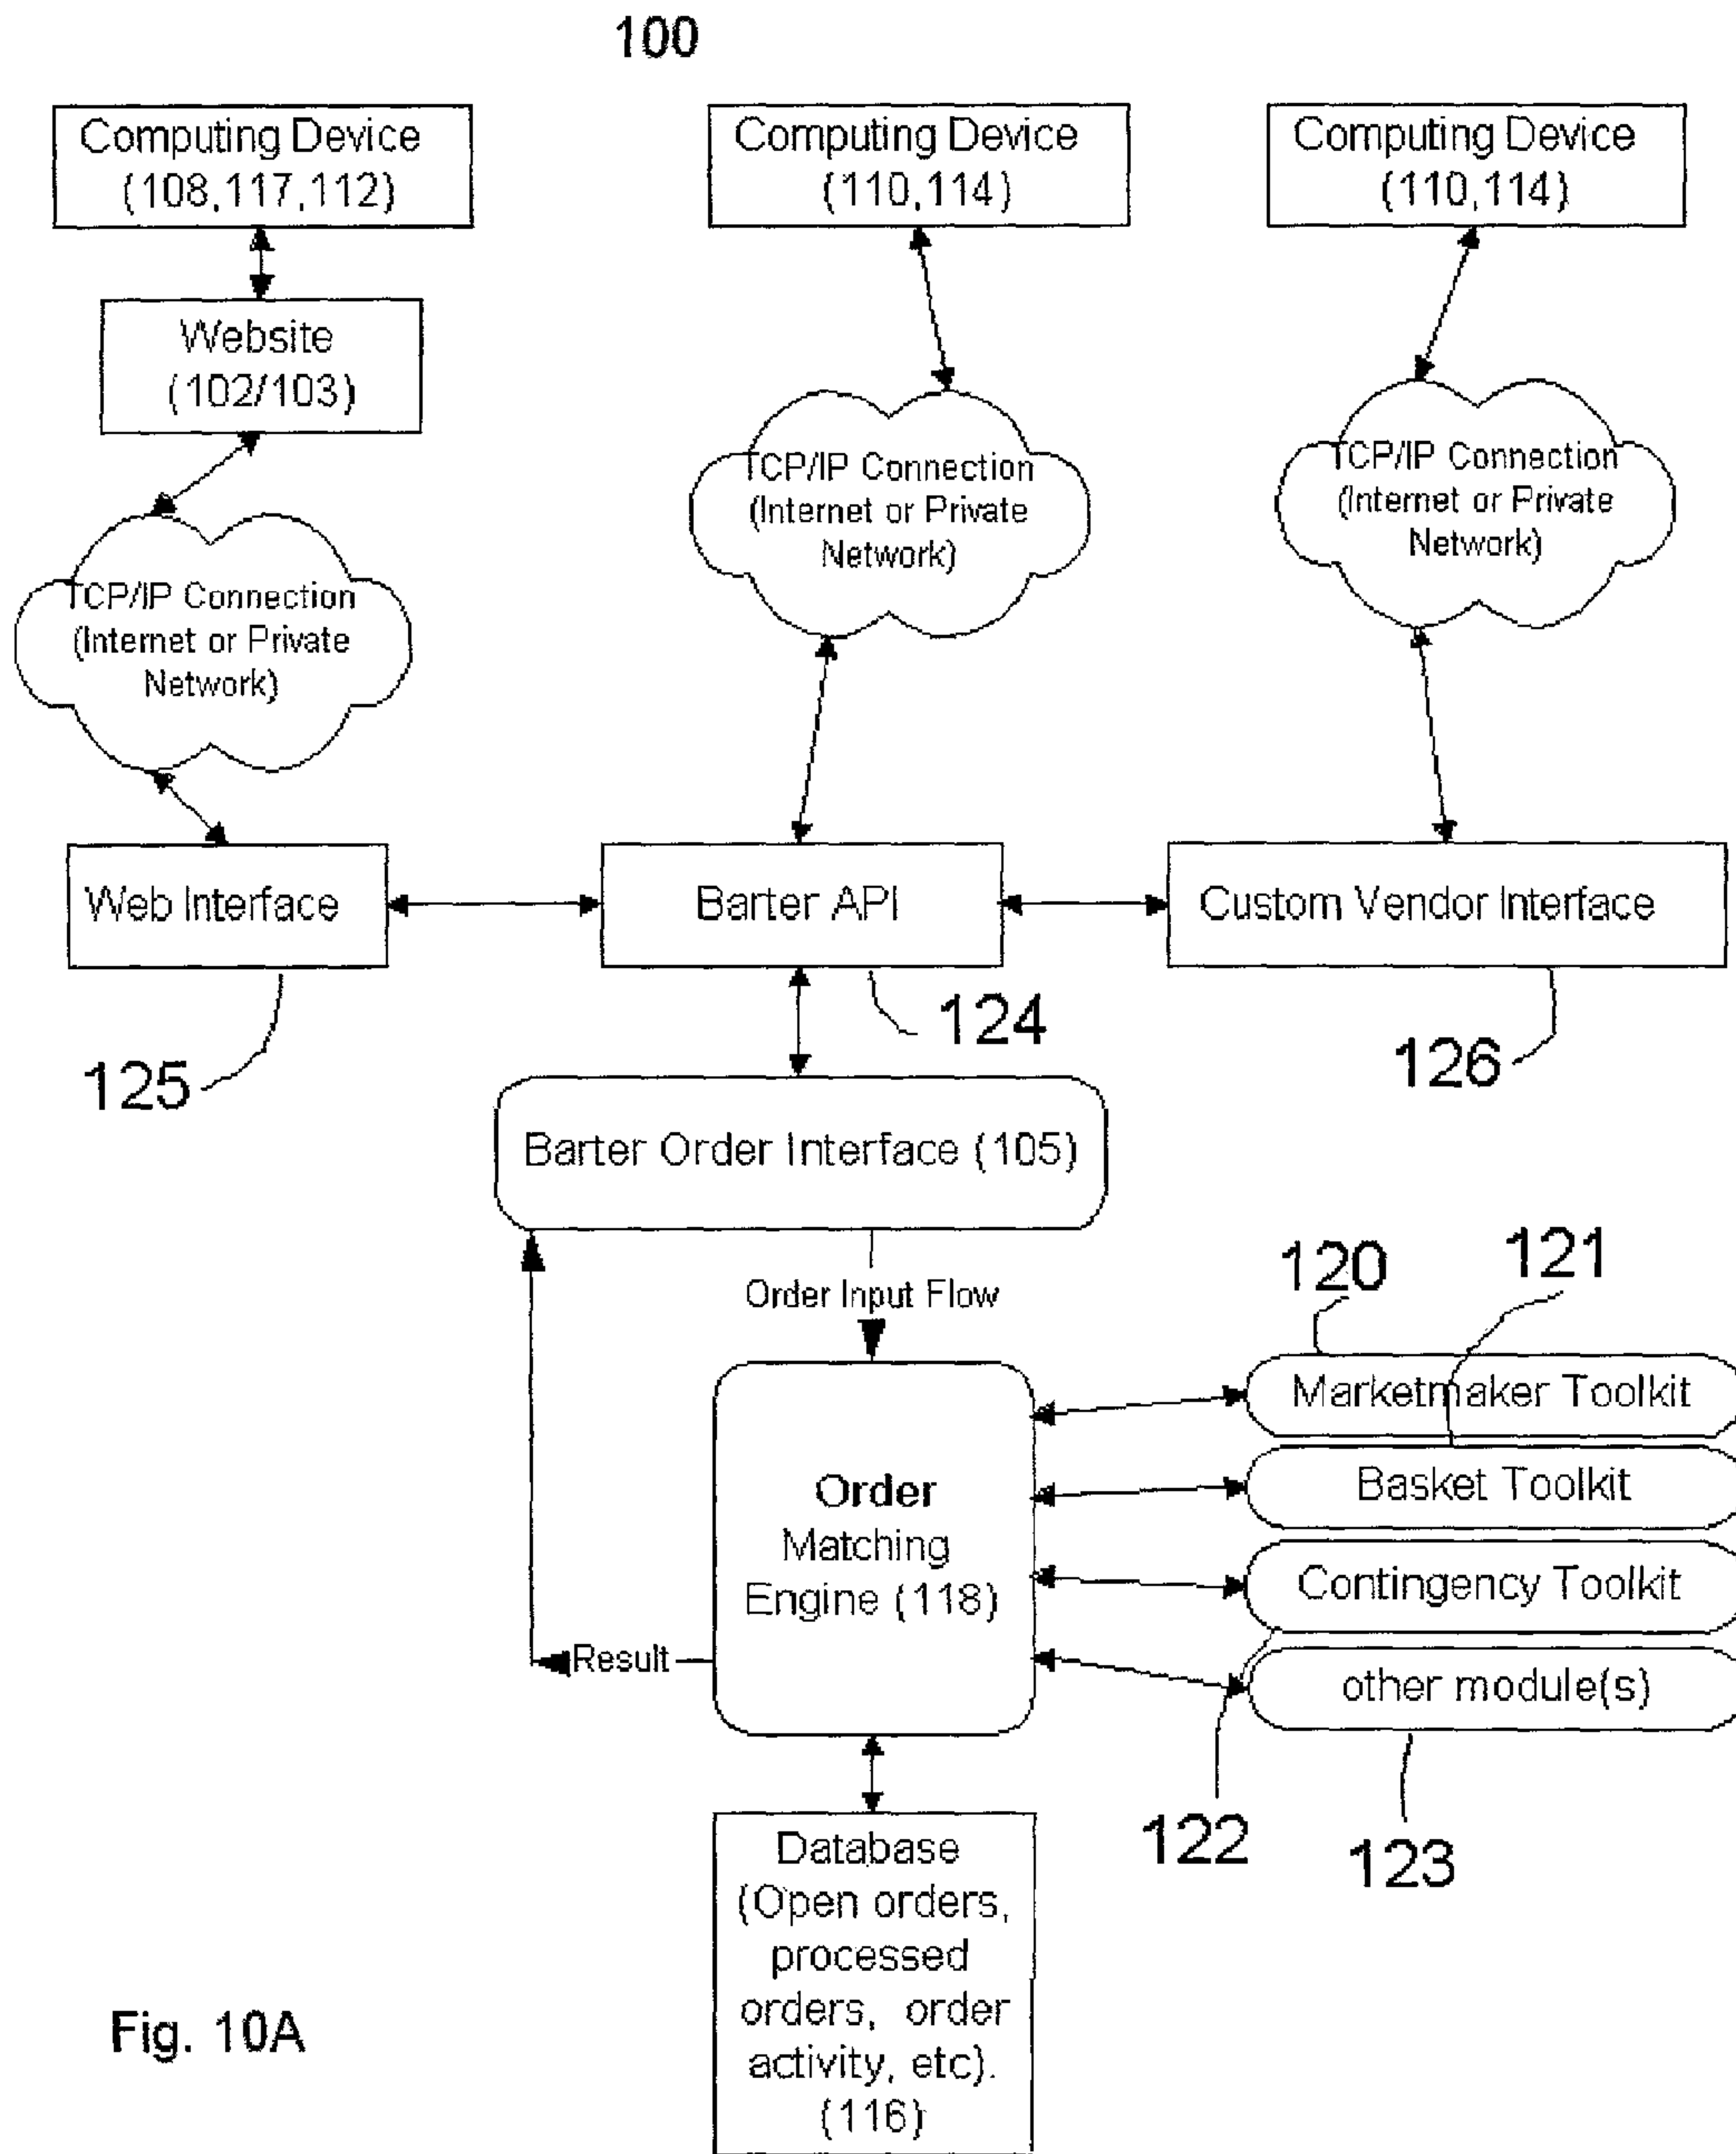 100
Computing Device
(108,117,112)
Computing Device
(110,114)
Computing Device
(110,114)
Website
(102/103)
TCP/IP Connection
(Internet or Private
Network)
TCP/IP Connection
(Internet or Private
Network)
TCP/IP Connection
(Internet or Private
Network)
Web Interface
Barter API
Custom Vendor Interface
125
124
126
Barter Order Interface (105)
Order Input Flow
120
121
Order
Matching
Engine (118)
Marketmaker Toolkit
Basket Toolkit
Contingency Toolkit
other module(s)
Result
122
123
Database
(Open orders,
processed
orders, order
activity, etc).
(116)
Fig. 10A